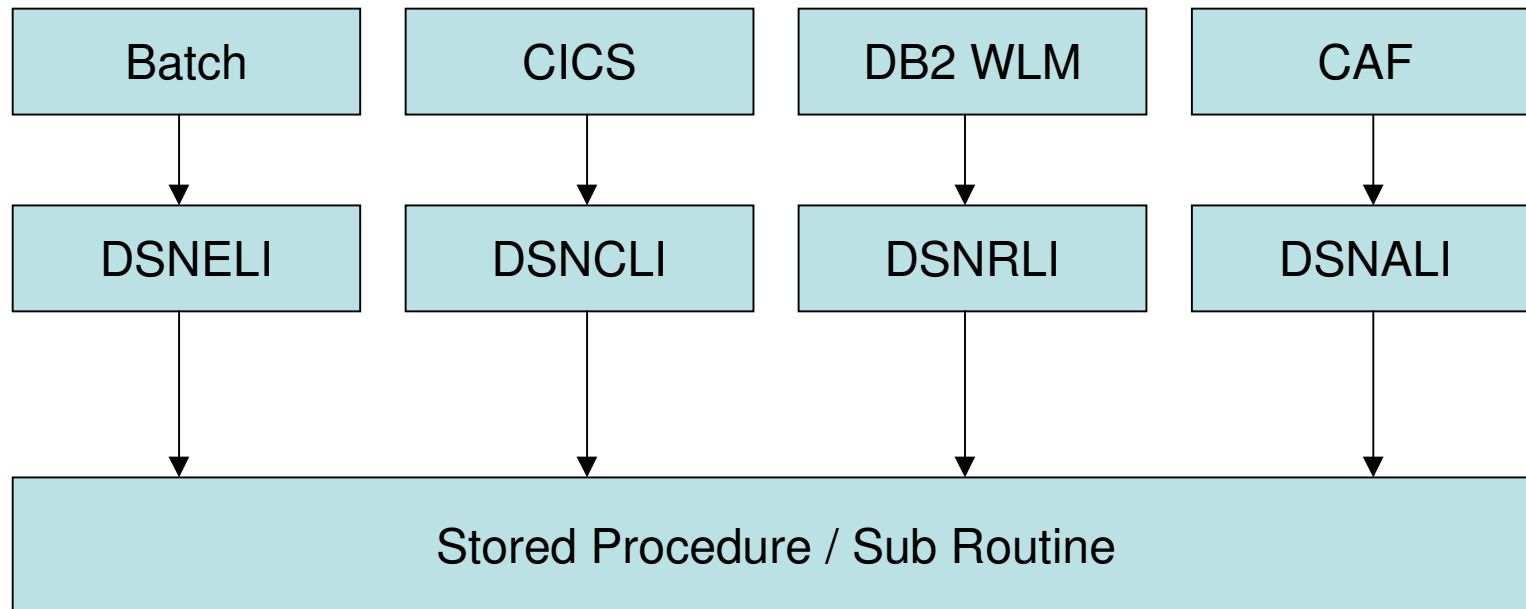 Batch
CICS
DB2 WLM
CAF
DSNELI
DSNCLI
DSNRLI
DSNALI
Stored Procedure / Sub Routine